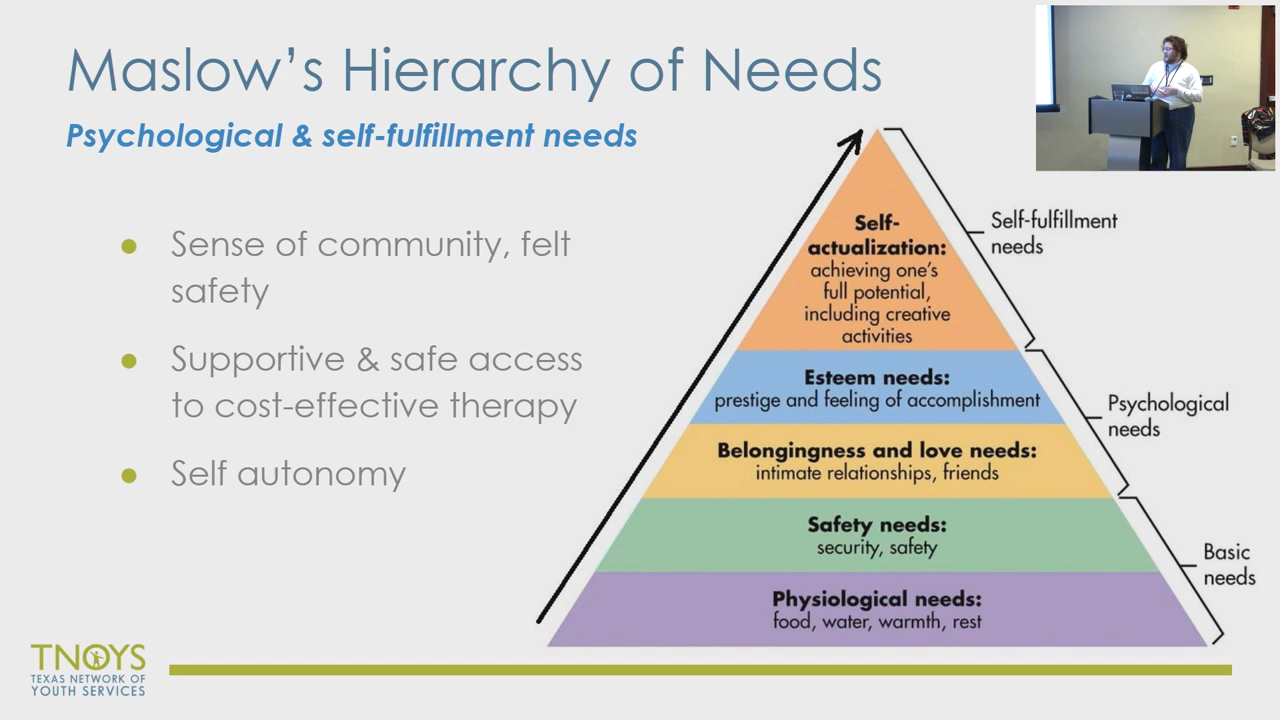 Maslow’s Hierarchy of Needs
Psychological & self-fulfillment needs
● Sense of community, felt
safety
● Supportive & safe access
to cost-effective therapy
● Self autonomy
Self-
actualization:
achieving one’s
full potential,
including creative
activities
Self-fulfillment
needs
Esteem needs:
prestige and feeling of accomplishment
Psychological
needs
Belongingness and love needs:
intimate relationships, friends
Safety needs:
security, safety
Basic
needs
Physiological needs:
food, water, warmth, rest
TNOYS
TEXAS NETWORK OF
YOUTH SERVICES